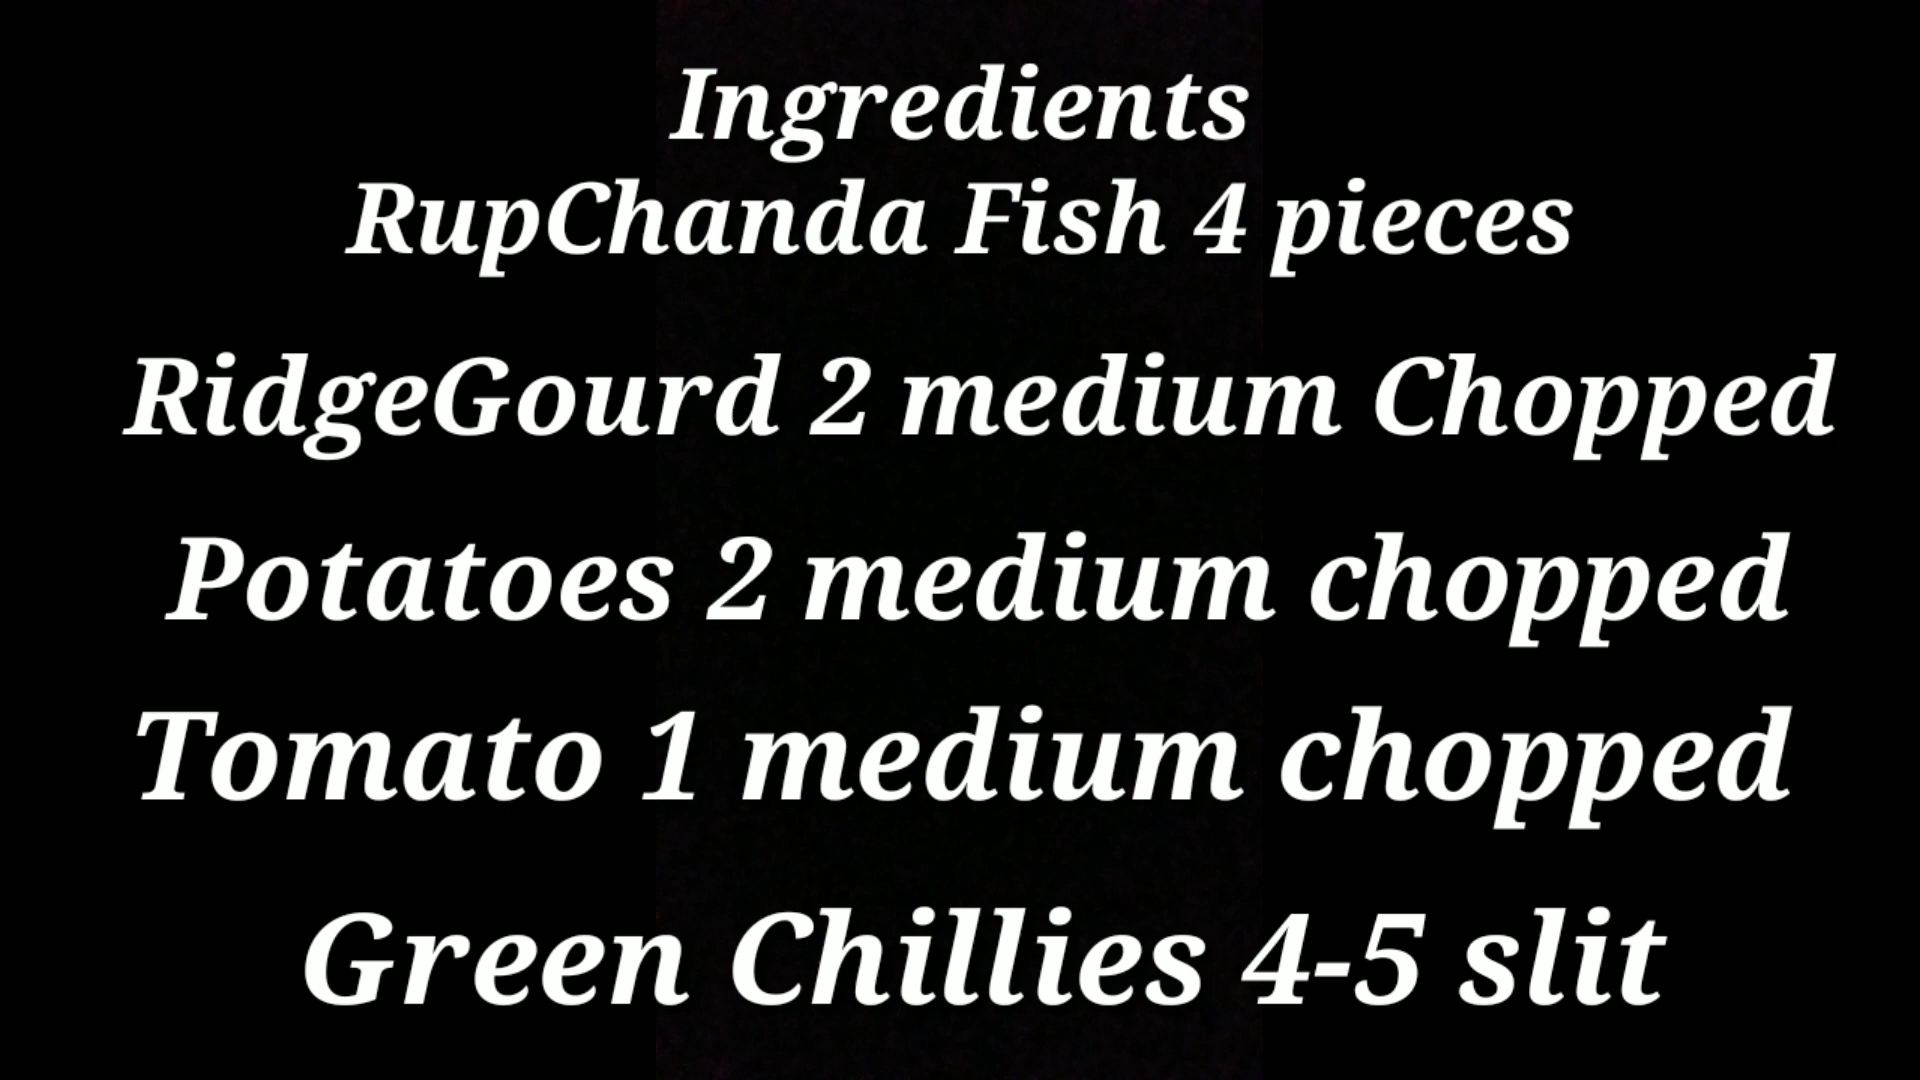 Ingredients
RupChanda Fish 4 pieces
RidgeGourd 2 medium Chopped
Potatoes 2 medium chopped
Tomato 1 medium chopped
Green Chillies 4-5 slit